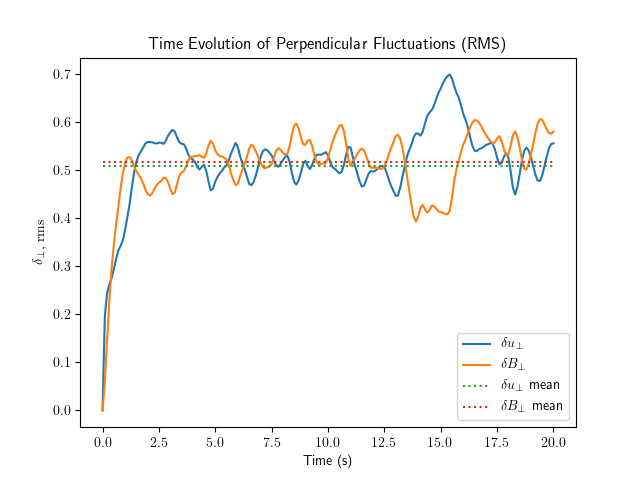 Time Evolution of Perpendicular Fluctuations (RMS)
0.7
0.6
0.5
0.4
0.3
0.2
0.1
0.0
δ⊥, rms
0.0 2.5 5.0 7.5 10.0 12.5 15.0 17.5 20.0
Time (s)
δu⊥
δB⊥
δu⊥ mean
δB⊥ mean